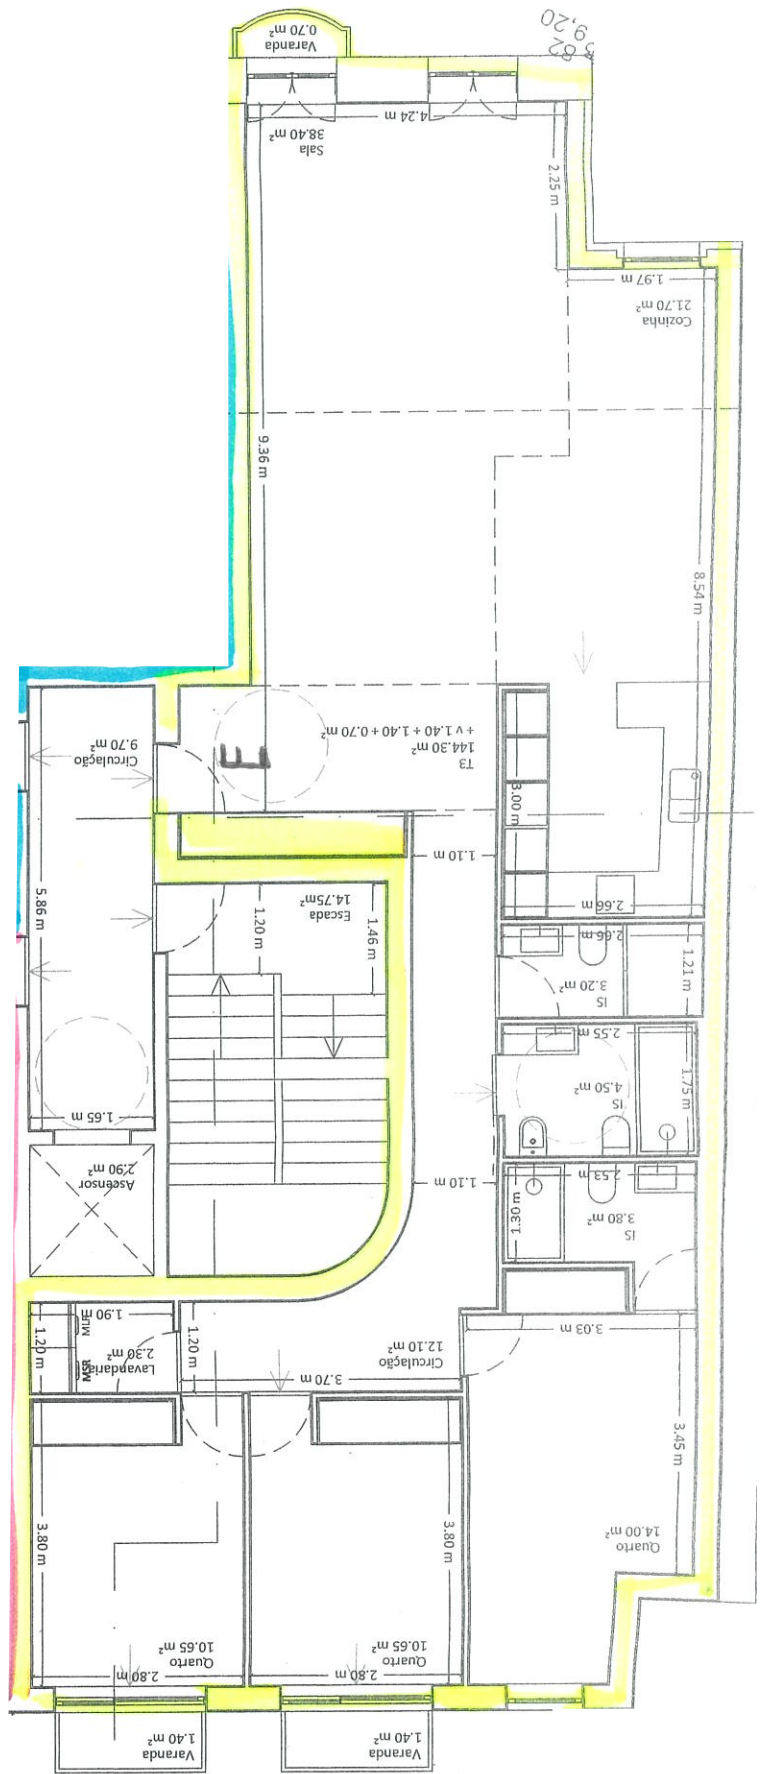 Varanda
0.70 m²
62
39,20
4.24 m
Sala
38.40 m²
2.25 m
1.97 m
Cozinha
21.70 m²
9.36 m
8.54 m
T3
144.30 m²
+ v 1.40 + 1.40 + 0.70 m²
E
Circulação
9.70 m²
3.00 m
1.10 m
5.86 m
Escada
14.75m²
1.20 m
1.46 m
2.66 m
2.66 m
IS
3.20 m²
1.21 m
2.55 m
IS
4.50 m²
1.75 m
1.65 m
Ascensor
2.90 m²
1.10 m
2.53 m
1.30 m
IS
3.80 m²
1.90 m
MLR
MSR
Lavandaria
2.30 m²
1.20 m
1.20 m
Circulação
12.10 m²
3.70 m
3.03 m
3.45 m
3.80 m
3.80 m
Quarto
14.00 m²
Quarto
10.65 m²
2.80 m
Quarto
10.65 m²
2.80 m
Varanda
1.40 m²
Varanda
1.40 m²